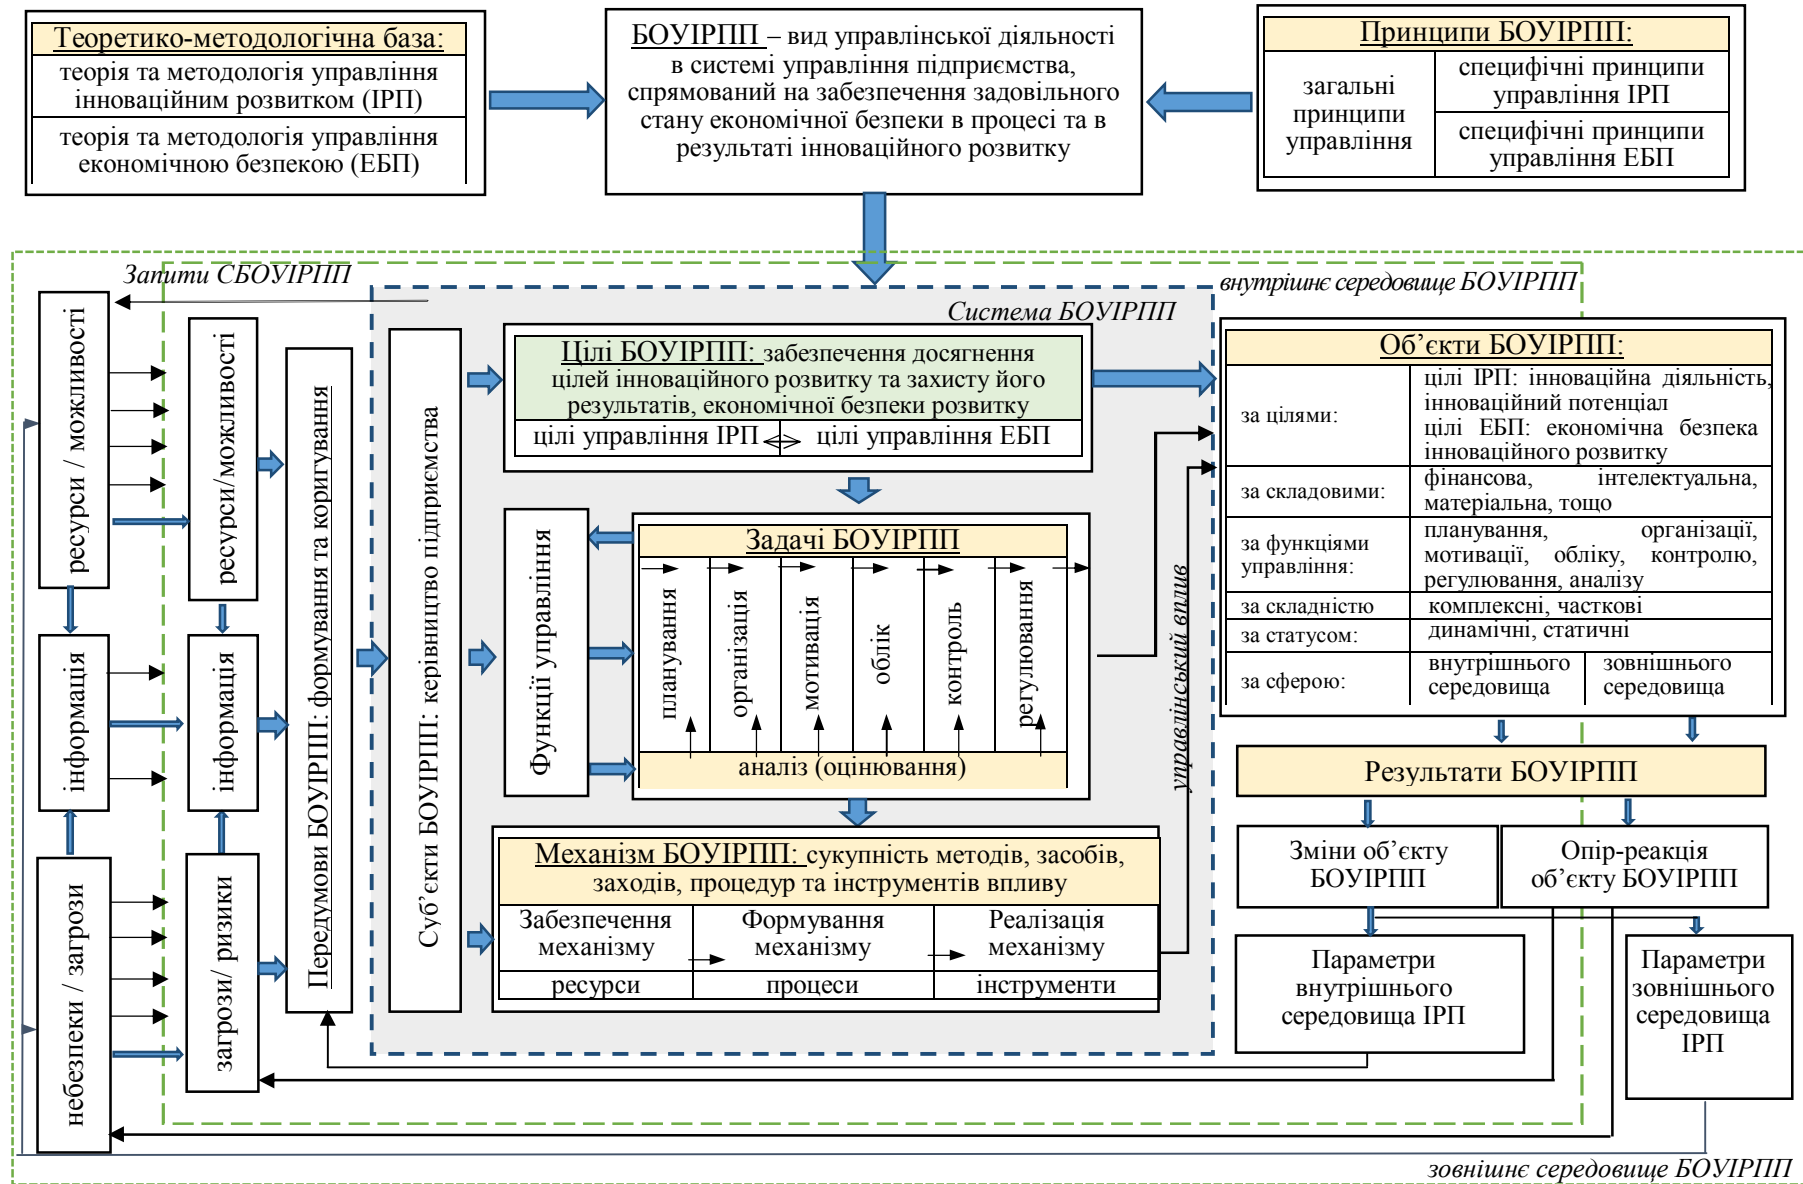 Теоретико-методологічна база:
теорія та методологія управління
інноваційним розвитком (ІРП)
теорія та методологія управління
економічною безпекою (ЕБП)
БОУІРПП – вид управлінської діяльності
в системі управління підприємства,
спрямований на забезпечення задовільного
стану економічної безпеки в процесі та в
результаті інноваційного розвитку
Принципи БОУІРПП:
загальні
принципи
управління
специфічні принципи
управління ІРП
специфічні принципи
управління ЕБП
Запити СБОУІРПП
внутрішнє середовище БОУІРПП
Система БОУІРПП
ресурси / можливості
інформація
небезпеки / загрози
ресурси/можливості
інформація
загрози/ ризики
Передумови БОУІРПП: формування та коригування
Суб’єкти БОУІРПП: керівництво підприємства
Цілі БОУІРПП: забезпечення досягнення
цілей інноваційного розвитку та захисту його
результатів, економічної безпеки розвитку
цілі управління ІРП
цілі управління ЕБП
Функції управління
Задачі БОУІРПП
планування
організація
мотивація
облік
контроль
регулювання
аналіз (оцінювання)
Механізм БОУІРПП: сукупність методів, засобів,
заходів, процедур та інструментів впливу
Забезпечення
механізму
Формування
механізму
Реалізація
механізму
ресурси
процеси
інструменти
управлінський вплив
Об’єкти БОУІРПП:
за цілями:
цілі ІРП: інноваційна діяльність,
інноваційний потенціал
цілі ЕБП: економічна безпека
інноваційного розвитку
за складовими:
фінансова, інтелектуальна,
матеріальна, тощо
за функціями
управління:
планування, організації,
мотивації, обліку, контролю,
регулювання, аналізу
за складністю
комплексні, часткові
за статусом:
динамічні, статичні
за сферою:
внутрішнього
середовища
зовнішнього
середовища
Результати БОУІРПП
Зміни об’єкту
БОУІРПП
Опір-реакція
об’єкту БОУІРПП
Параметри
внутрішнього
середовища ІРП
Параметри
зовнішнього
середовища
ІРП
зовнішнє середовище БОУІРПП